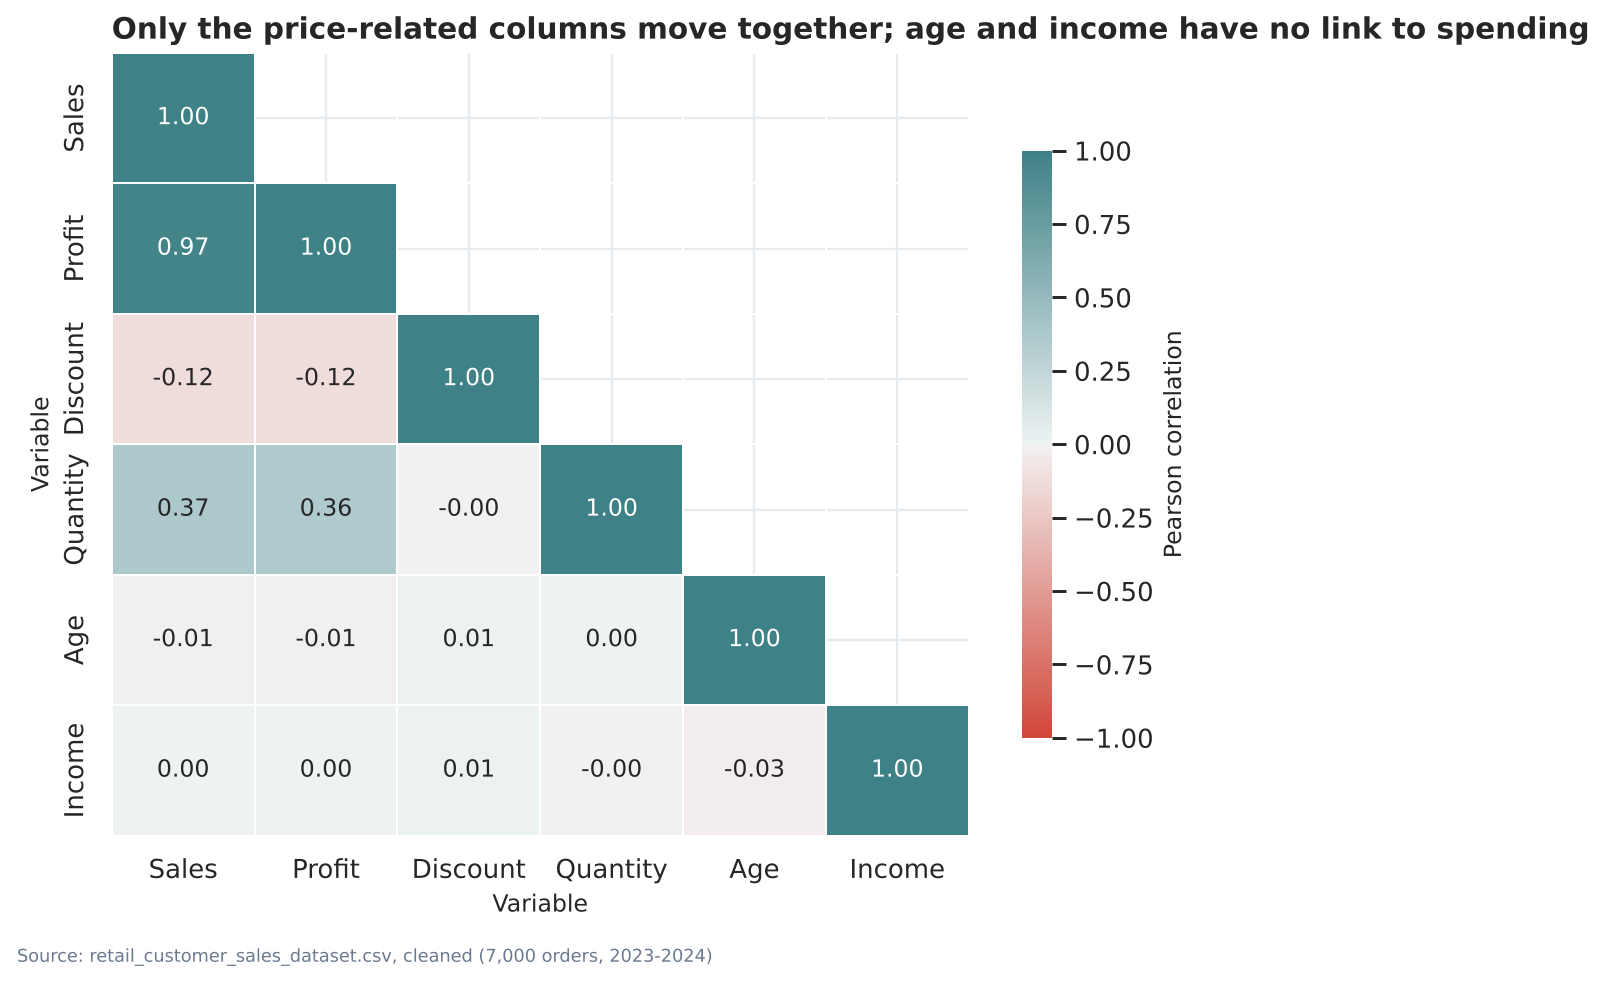 Only the price-related columns move together; age and income have no link to spending
Sales
1.00
Profit
0.97 1.00
Discount
-0.12 -0.12 1.00
Quantity
0.37 0.36 -0.00 1.00
Age
-0.01 -0.01 0.01 0.00 1.00
Income
0.00 0.00 0.01 -0.00 -0.03 1.00
Variable
Sales Profit Discount Quantity Age Income
Variable
1.00
0.75
0.50
0.25
0.00
−0.25
−0.50
−0.75
−1.00
Pearson correlation
Source: retail_customer_sales_dataset.csv, cleaned (7,000 orders, 2023-2024)